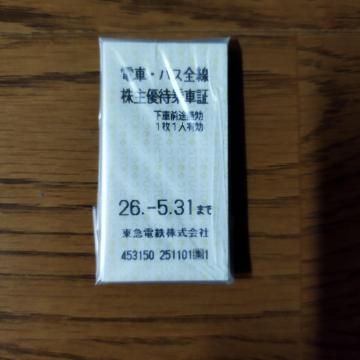 電車・バス全線
株主優待乗車証
下車前途無効
1枚1人有効
26.-5.31まで
東急電鉄株式会社
453150 251101